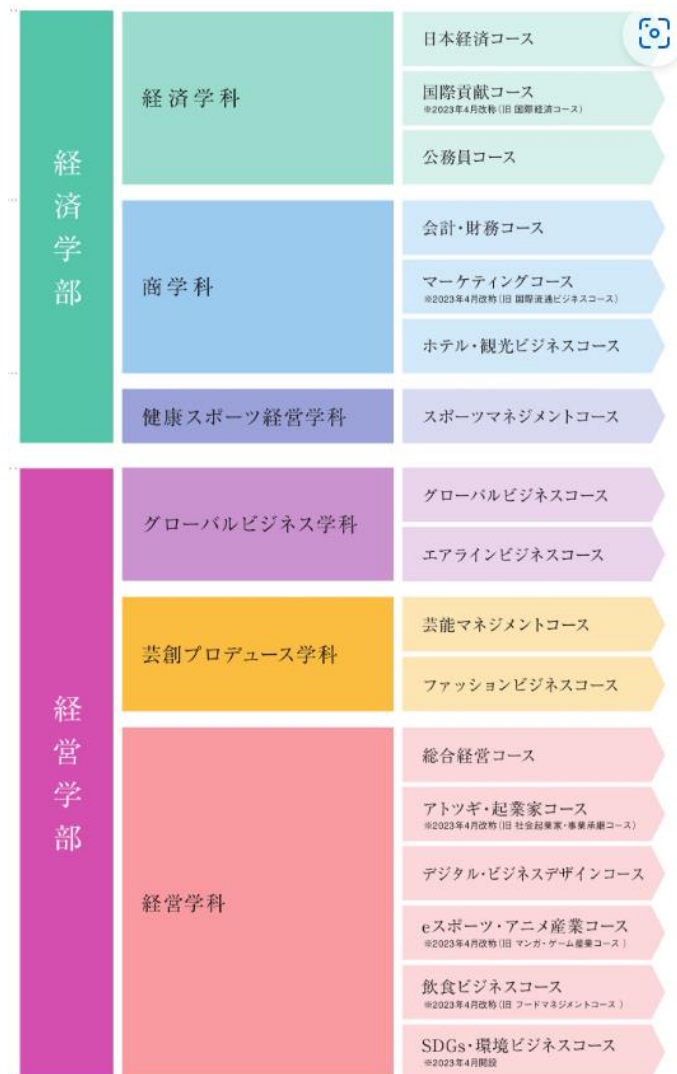 経済学部
経済学科
日本経済コース
国際貢献コース
※2023年4月改称(旧 国際経済コース)
公務員コース
商学科
会計・財務コース
マーケティングコース
※2023年4月改称(旧 国際流通ビジネスコース)
ホテル・観光ビジネスコース
健康スポーツ経営学科
スポーツマネジメントコース
経営学部
グローバルビジネス学科
グローバルビジネスコース
エアラインビジネスコース
芸創プロデュース学科
芸能マネジメントコース
ファッションビジネスコース
経営学科
総合経営コース
アトツギ・起業家コース
※2023年4月改称(旧 社会起業家・事業承継コース)
デジタル・ビジネスデザインコース
eスポーツ・アニメ産業コース
※2023年4月改称(旧 マンガ・ゲーム産業コース )
飲食ビジネスコース
※2023年4月改称(旧 フードマネジメントコース )
SDGs・環境ビジネスコース
※2023年4月開設